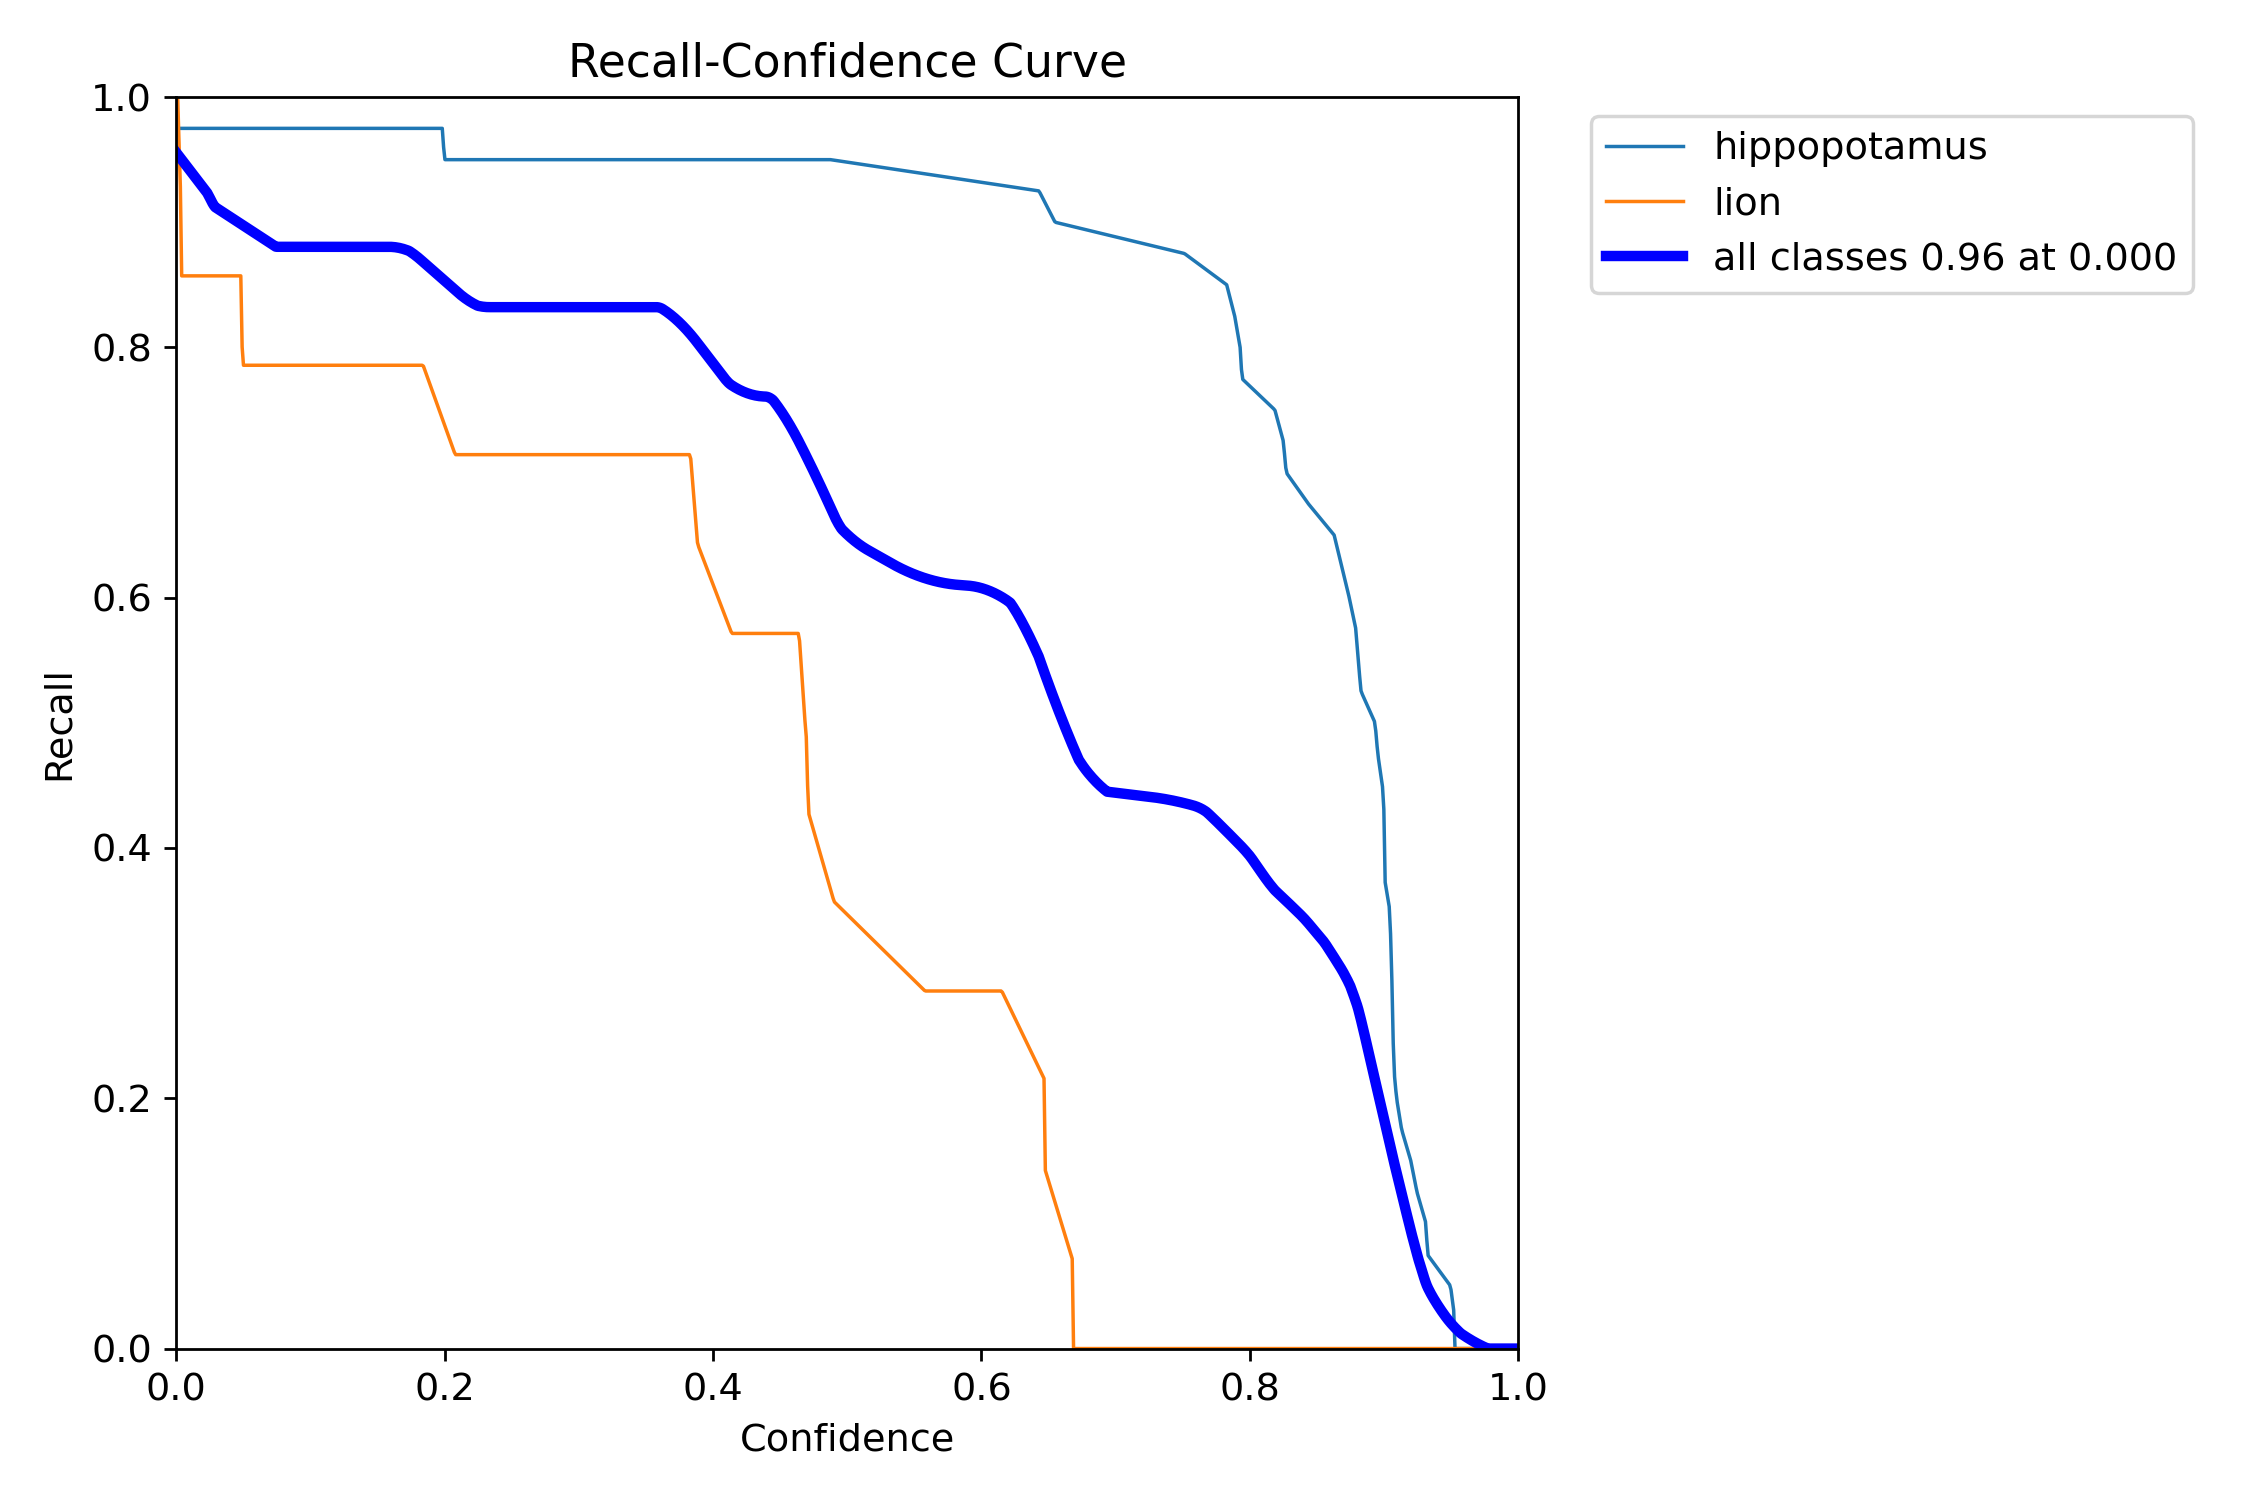 Recall-Confidence Curve
1.0
0.8
0.6
0.4
0.2
0.0
Recall
0.0 0.2 0.4 0.6 0.8 1.0
Confidence
hippopotamus
lion
all classes 0.96 at 0.000